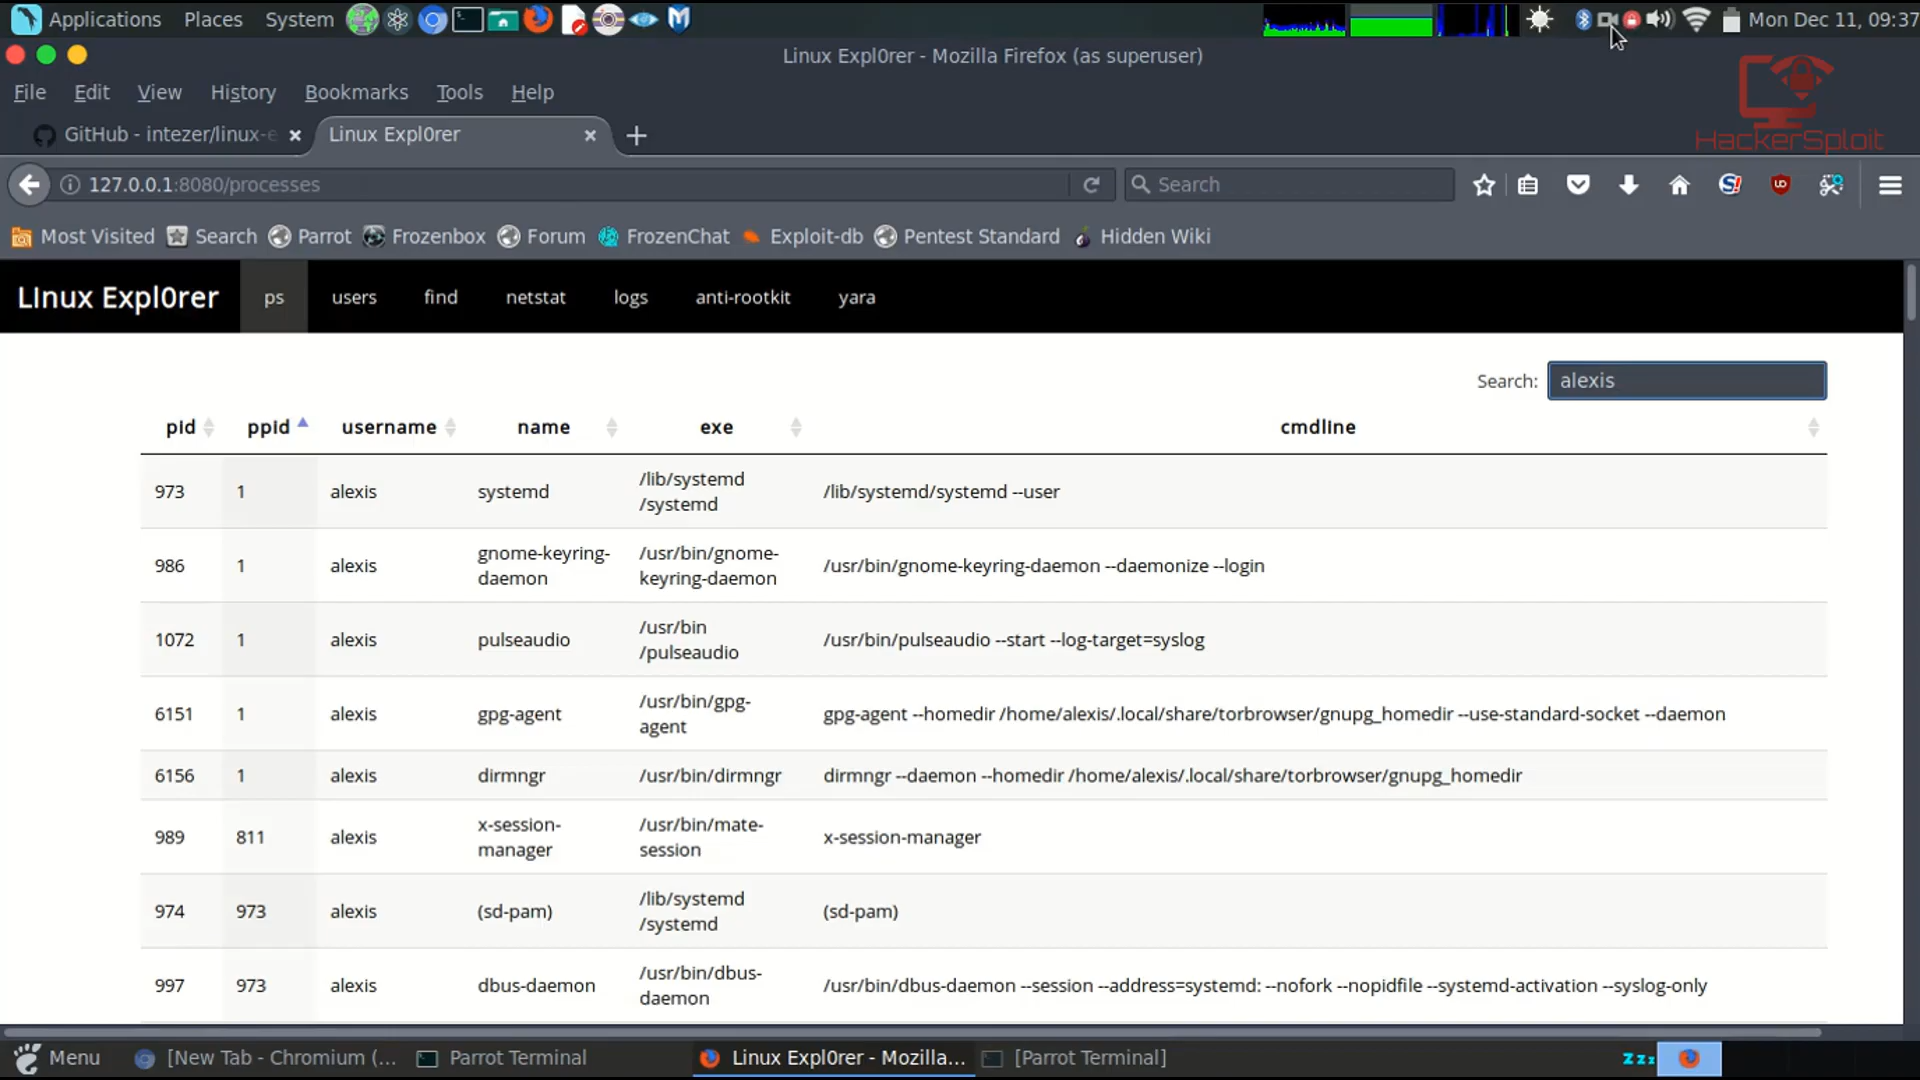 Applications Places System Mon Dec 11, 09:37
Linux Expl0rer - Mozilla Firefox (as superuser)
File Edit View History Bookmarks Tools Help
GitHub - intezer/linux-e Linux Expl0rer
HackerSploit
127.0.0.1:8080/processes Search
Most Visited Search Parrot Frozenbox Forum FrozenChat Exploit-db Pentest Standard Hidden Wiki
LInux Expl0rer ps users find netstat logs anti-rootkit yara
Search: alexis
pid ppid username name exe cmdline
973 1 alexis systemd /lib/systemd /lib/systemd/systemd --user
/systemd
986 1 alexis gnome-keyring- /usr/bin/gnome- /usr/bin/gnome-keyring-daemon --daemonize --login
daemon keyring-daemon
1072 1 alexis pulseaudio /usr/bin /usr/bin/pulseaudio --start --log-target=syslog
/pulseaudio
6151 1 alexis gpg-agent /usr/bin/gpg- gpg-agent --homedir /home/alexis/.local/share/torbrowser/gnupg_homedir --use-standard-socket --daemon
agent
6156 1 alexis dirmngr /usr/bin/dirmngr dirmngr --daemon --homedir /home/alexis/.local/share/torbrowser/gnupg_homedir
989 811 alexis x-session- /usr/bin/mate- x-session-manager
manager session
974 973 alexis (sd-pam) /lib/systemd (sd-pam)
/systemd
997 973 alexis dbus-daemon /usr/bin/dbus- /usr/bin/dbus-daemon --session --address=systemd: --nofork --nopidfile --systemd-activation --syslog-only
daemon
Menu [New Tab - Chromium (... Parrot Terminal Linux Expl0rer - Mozilla... [Parrot Terminal] zzz